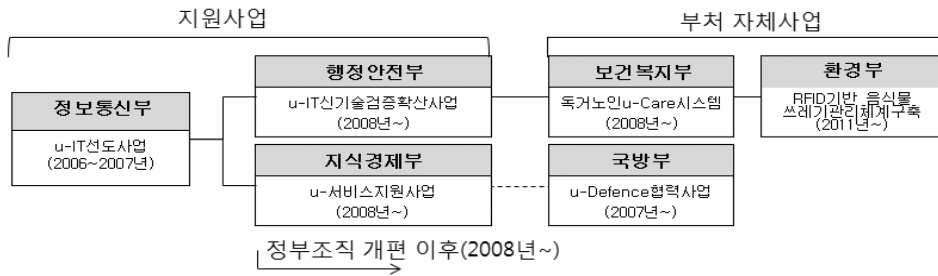 지원사업
부처 자체사업
정보통신부
u-IT선도사업
(2006~2007년)
행정안전부
u-IT신기술검증확산사업
(2008년~)
지식경제부
u-서비스지원사업
(2008년~)
보건복지부
독거노인u-Care시스템
(2008년~)
국방부
u-Defence협력사업
(2007년~)
환경부
RFID기반 음식물
쓰레기관리체계구축
(2011년~)
정부조직 개편 이후(2008년~)